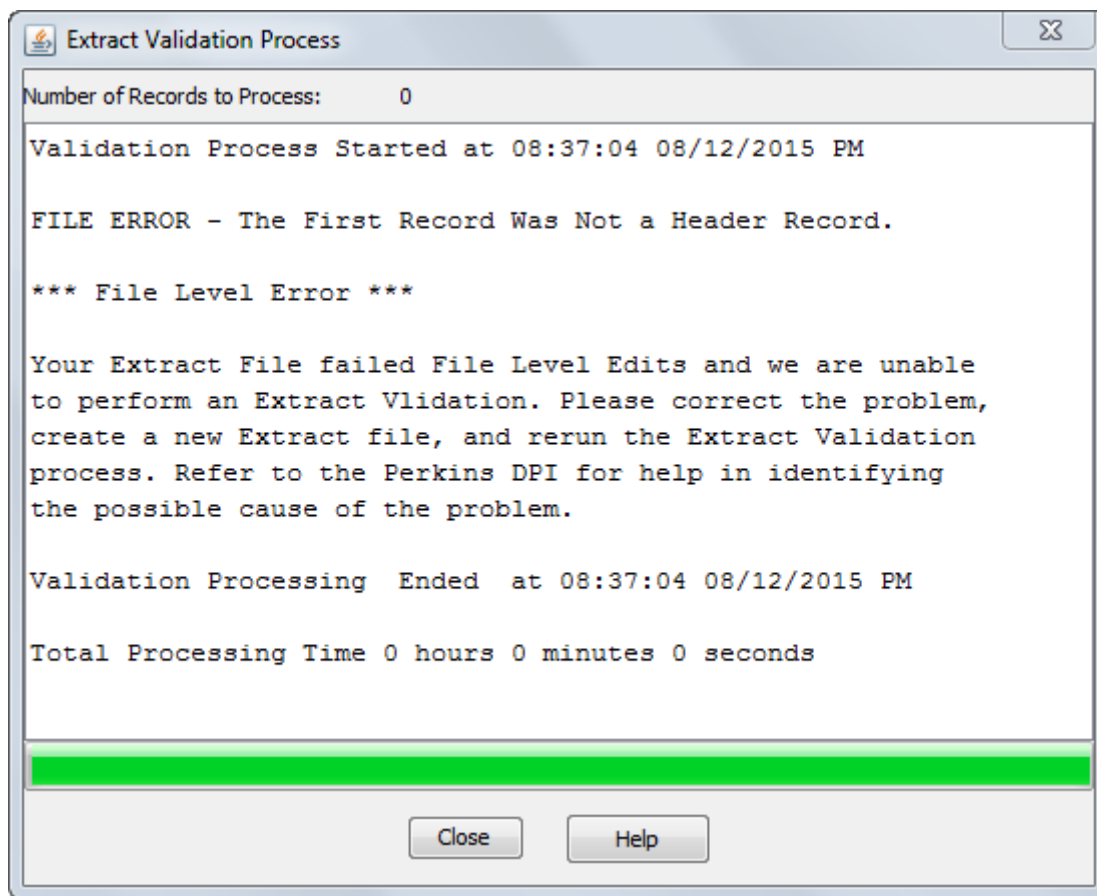 Extract Validation Process
Number of Records to Process: 0
Validation Process Started at 08:37:04 08/12/2015 PM
FILE ERROR - The First Record Was Not a Header Record.
*** File Level Error ***
Your Extract File failed File Level Edits and we are unable
to perform an Extract Vlidation. Please correct the problem,
create a new Extract file, and rerun the Extract Validation
process. Refer to the Perkins DPI for help in identifying
the possible cause of the problem.
Validation Processing  Ended  at 08:37:04 08/12/2015 PM
Total Processing Time 0 hours 0 minutes 0 seconds
Close Help